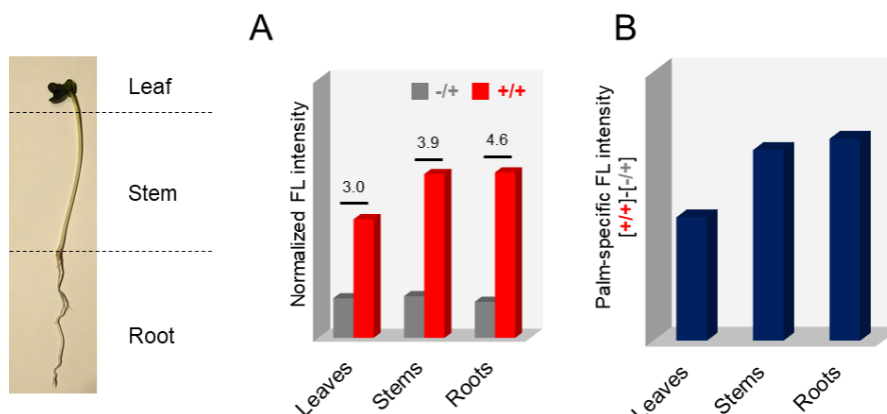 A
B
Leaf
Stem
Root
Normalized FL intensity
-/+ +/+
3.0
3.9
4.6
Leaves
Stems
Roots
Palm-specific FL intensity
[+/+]-[-/+]
Leaves
Stems
Roots